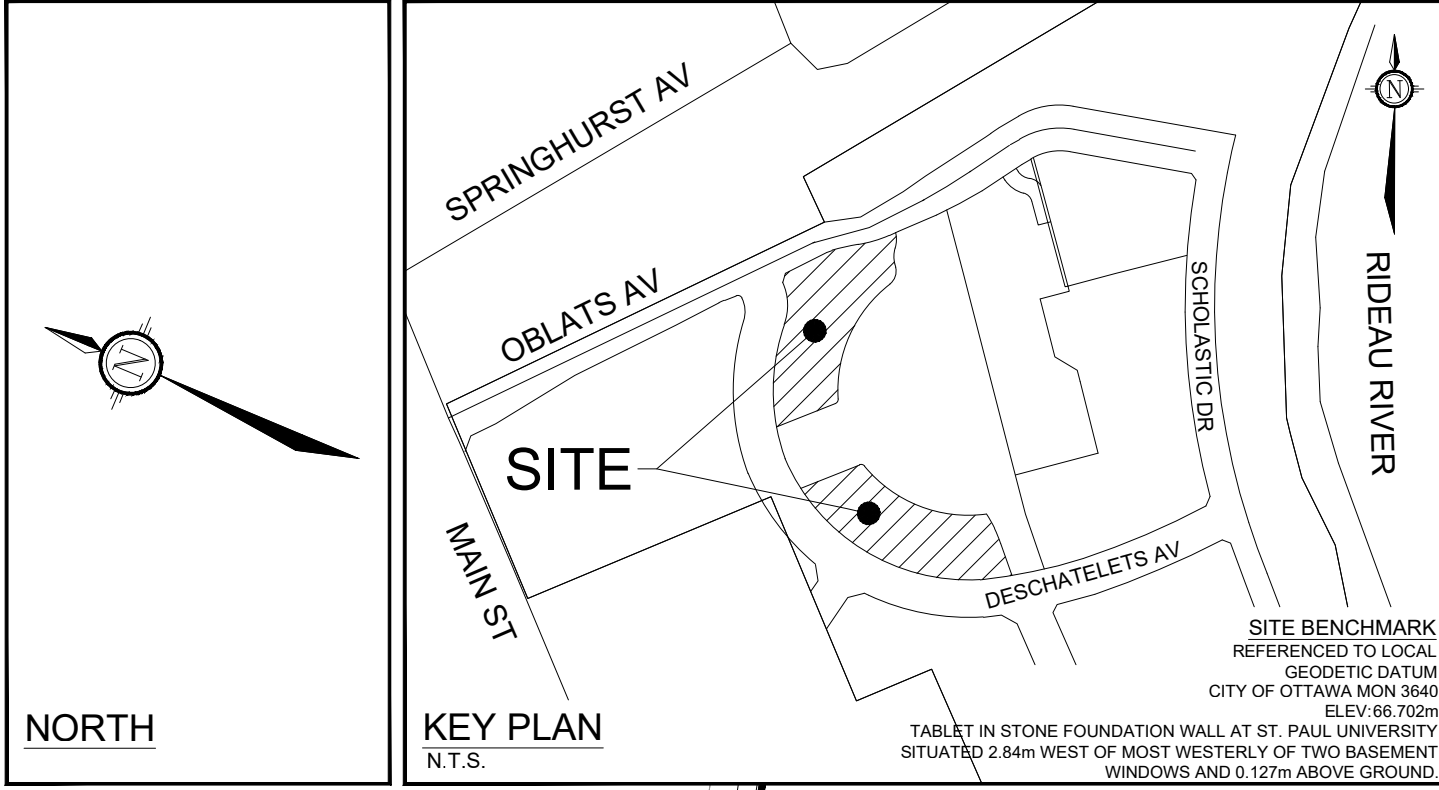 N
NORTH
SPRINGHURST AV
OBLATS AV
SITE
MAIN ST
DESCHATELETS AV
SCHOLASTIC DR
N
RIDEAU RIVER
KEY PLAN
N.T.S.
SITE BENCHMARK
REFERENCED TO LOCAL
GEODETIC DATUM
CITY OF OTTAWA MON 3640
ELEV:66.702m
TABLET IN STONE FOUNDATION WALL AT ST. PAUL UNIVERSITY
SITUATED 2.84m WEST OF MOST WESTERLY OF TWO BASEMENT
WINDOWS AND 0.127m ABOVE GROUND.